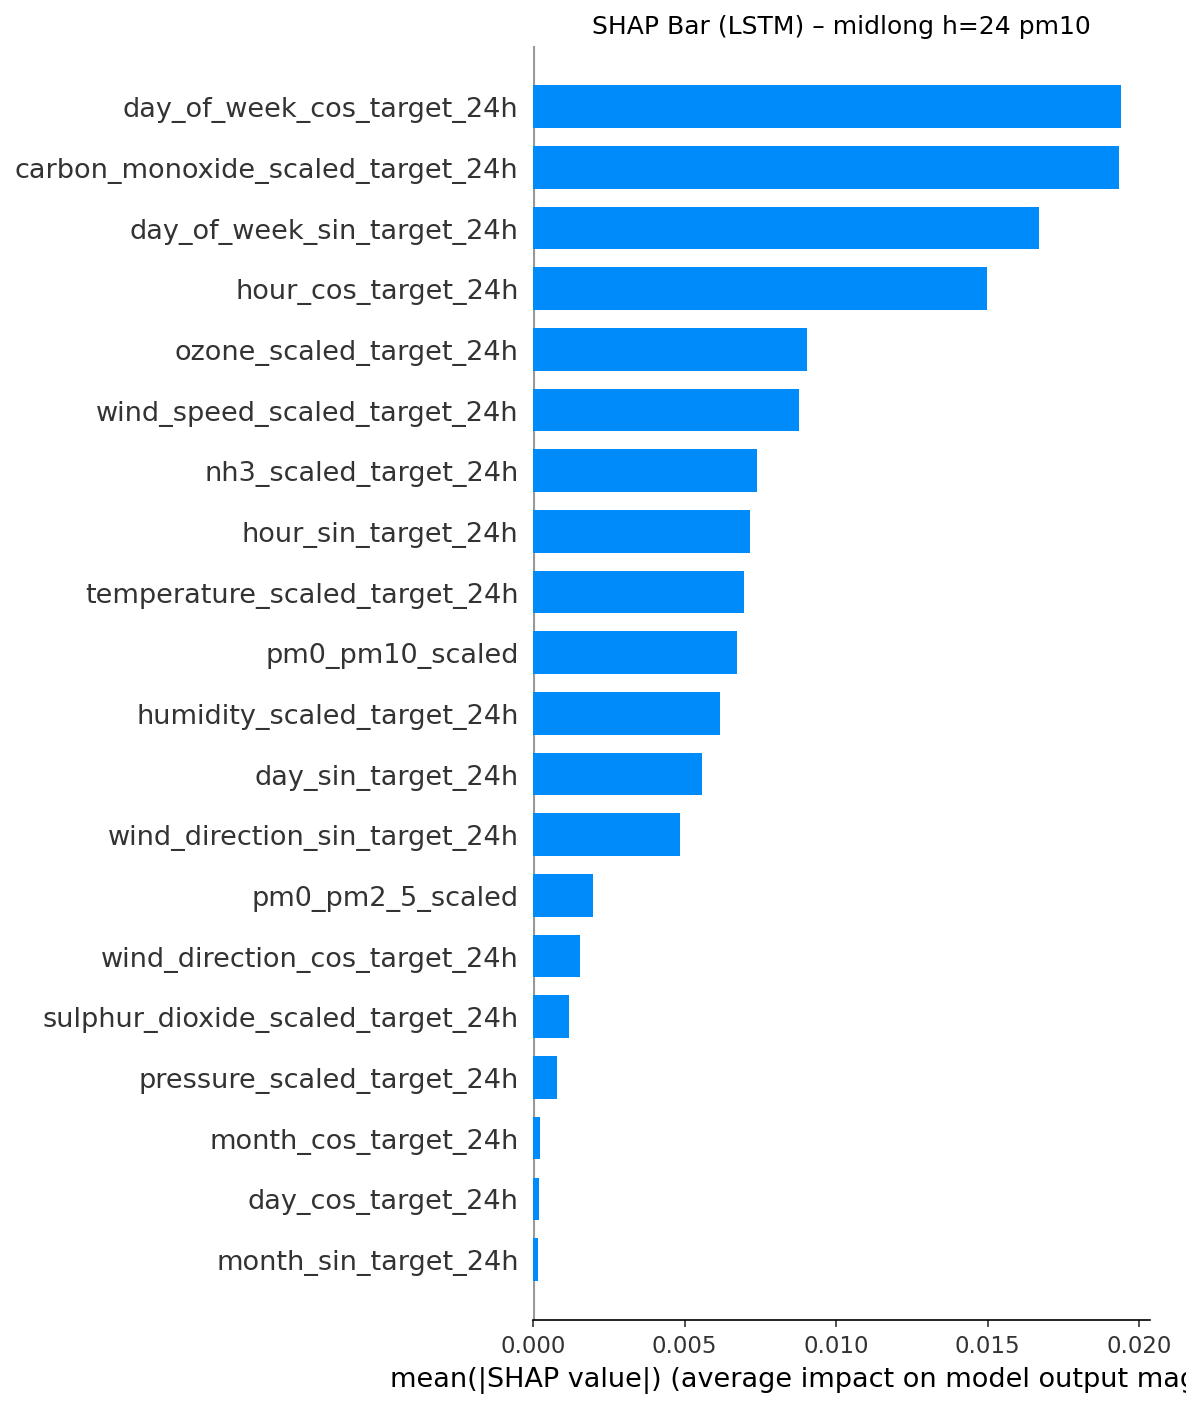 SHAP Bar (LSTM) – midlong h=24 pm10
day_of_week_cos_target_24h
carbon_monoxide_scaled_target_24h
day_of_week_sin_target_24h
hour_cos_target_24h
ozone_scaled_target_24h
wind_speed_scaled_target_24h
nh3_scaled_target_24h
hour_sin_target_24h
temperature_scaled_target_24h
pm0_pm10_scaled
humidity_scaled_target_24h
day_sin_target_24h
wind_direction_sin_target_24h
pm0_pm2_5_scaled
wind_direction_cos_target_24h
sulphur_dioxide_scaled_target_24h
pressure_scaled_target_24h
month_cos_target_24h
day_cos_target_24h
month_sin_target_24h
0.000 0.005 0.010 0.015 0.020
mean(|SHAP value|) (average impact on model output mag